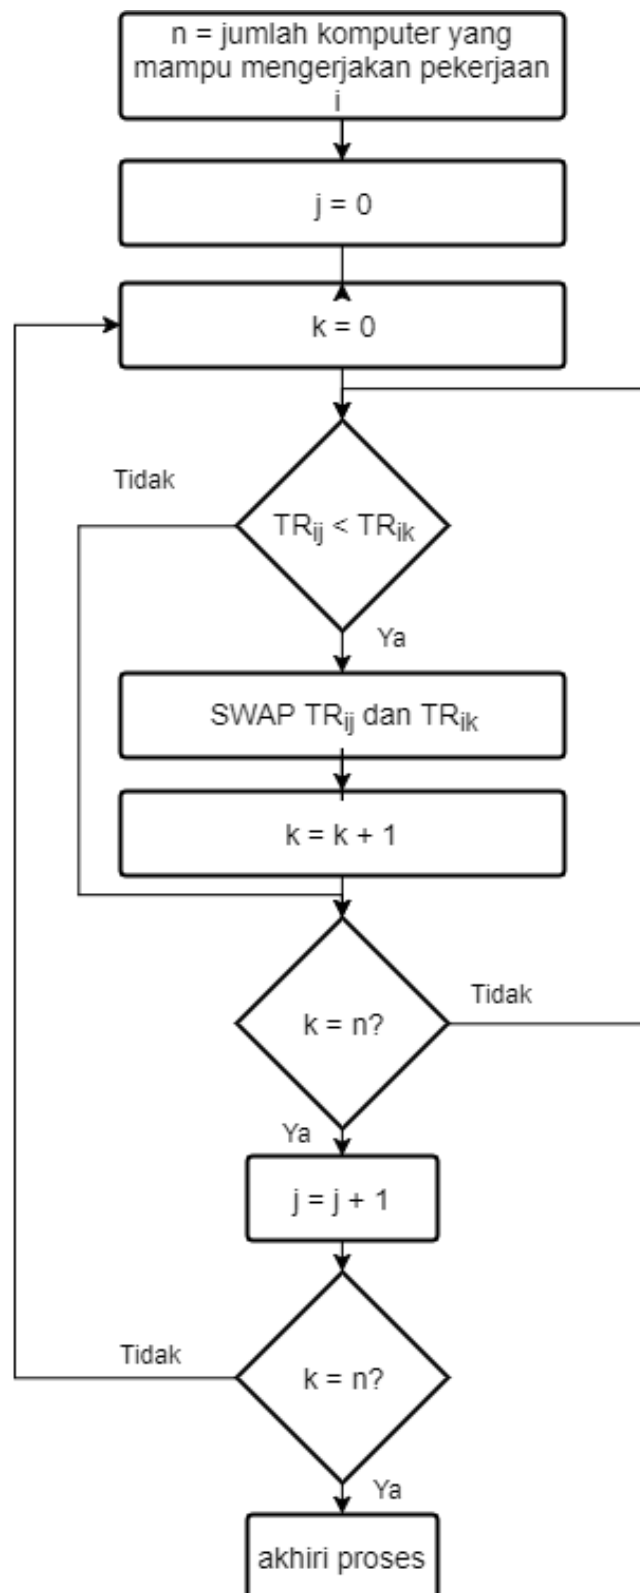 n = jumlah komputer yang
mampu mengerjakan pekerjaan
i
j = 0
k = 0
Tidak
TRij < TRik
Ya
SWAP TRij dan TRik
k = k + 1
k = n?
Tidak
Ya
j = j + 1
Tidak
k = n?
Ya
akhiri proses